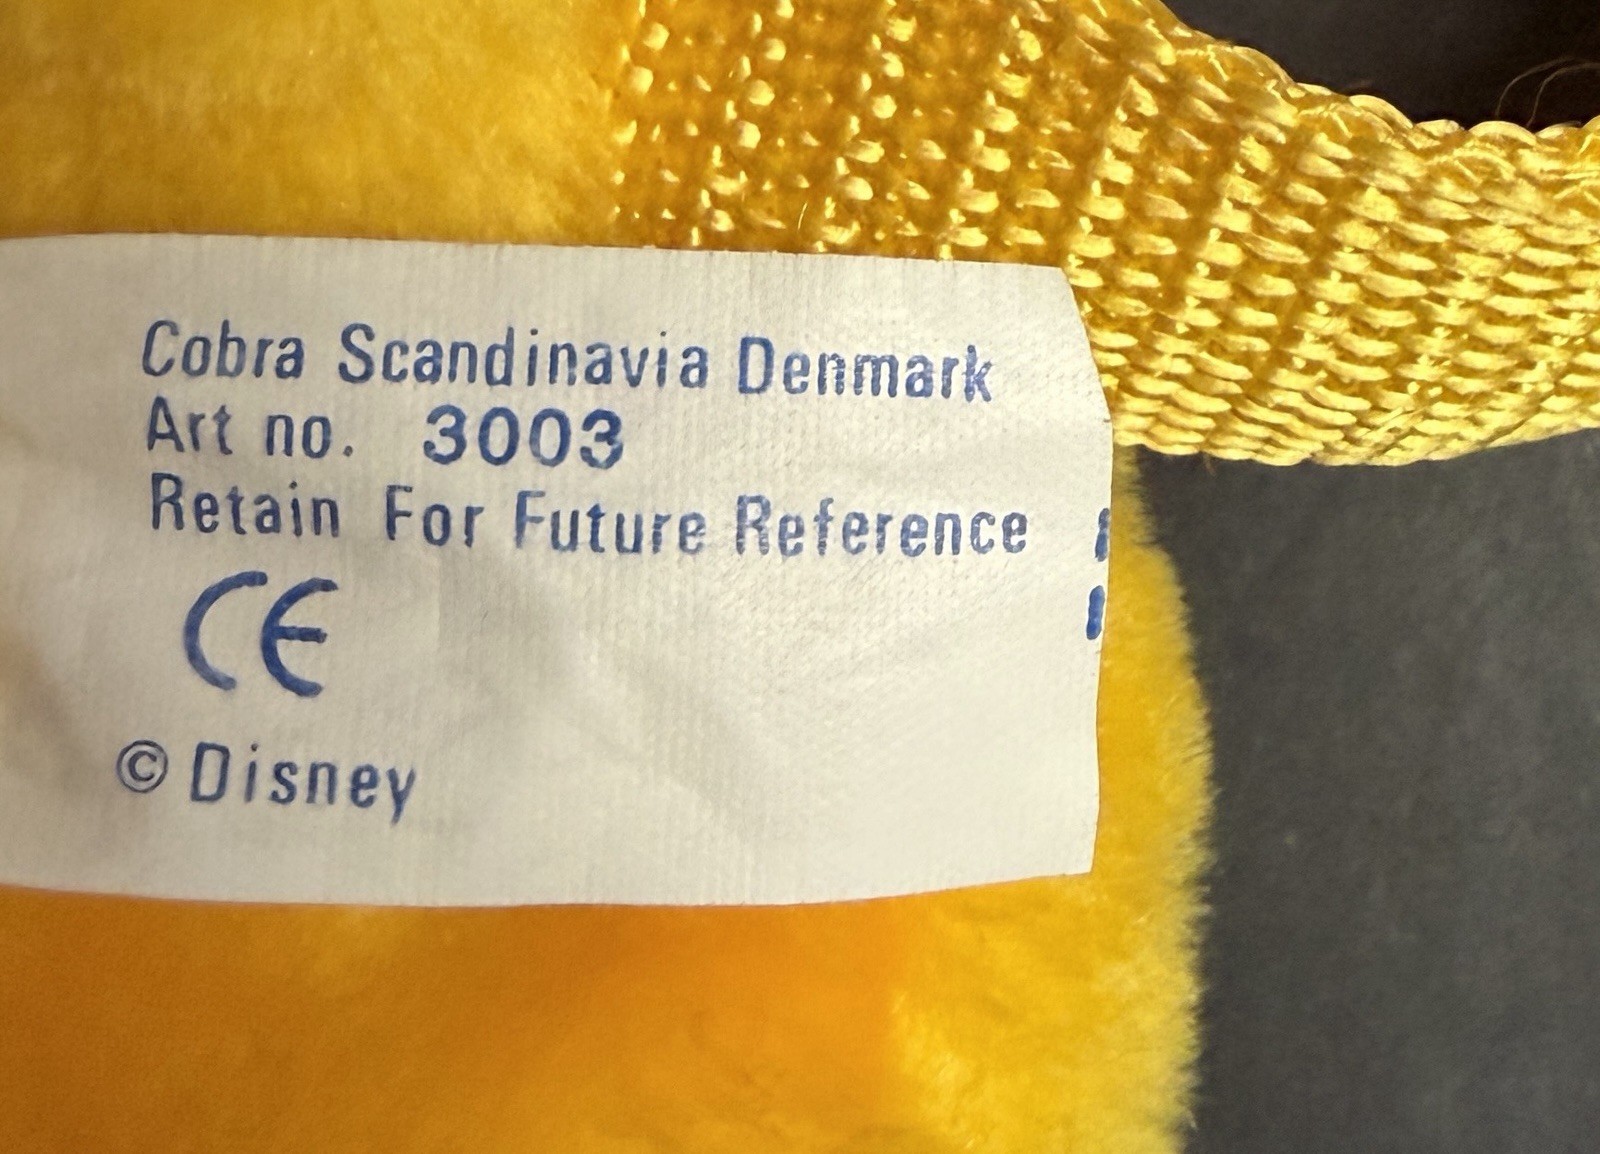 Cobra Scandinavia Denmark
Art no. 3003
Retain For Future Reference
CE
© Disney